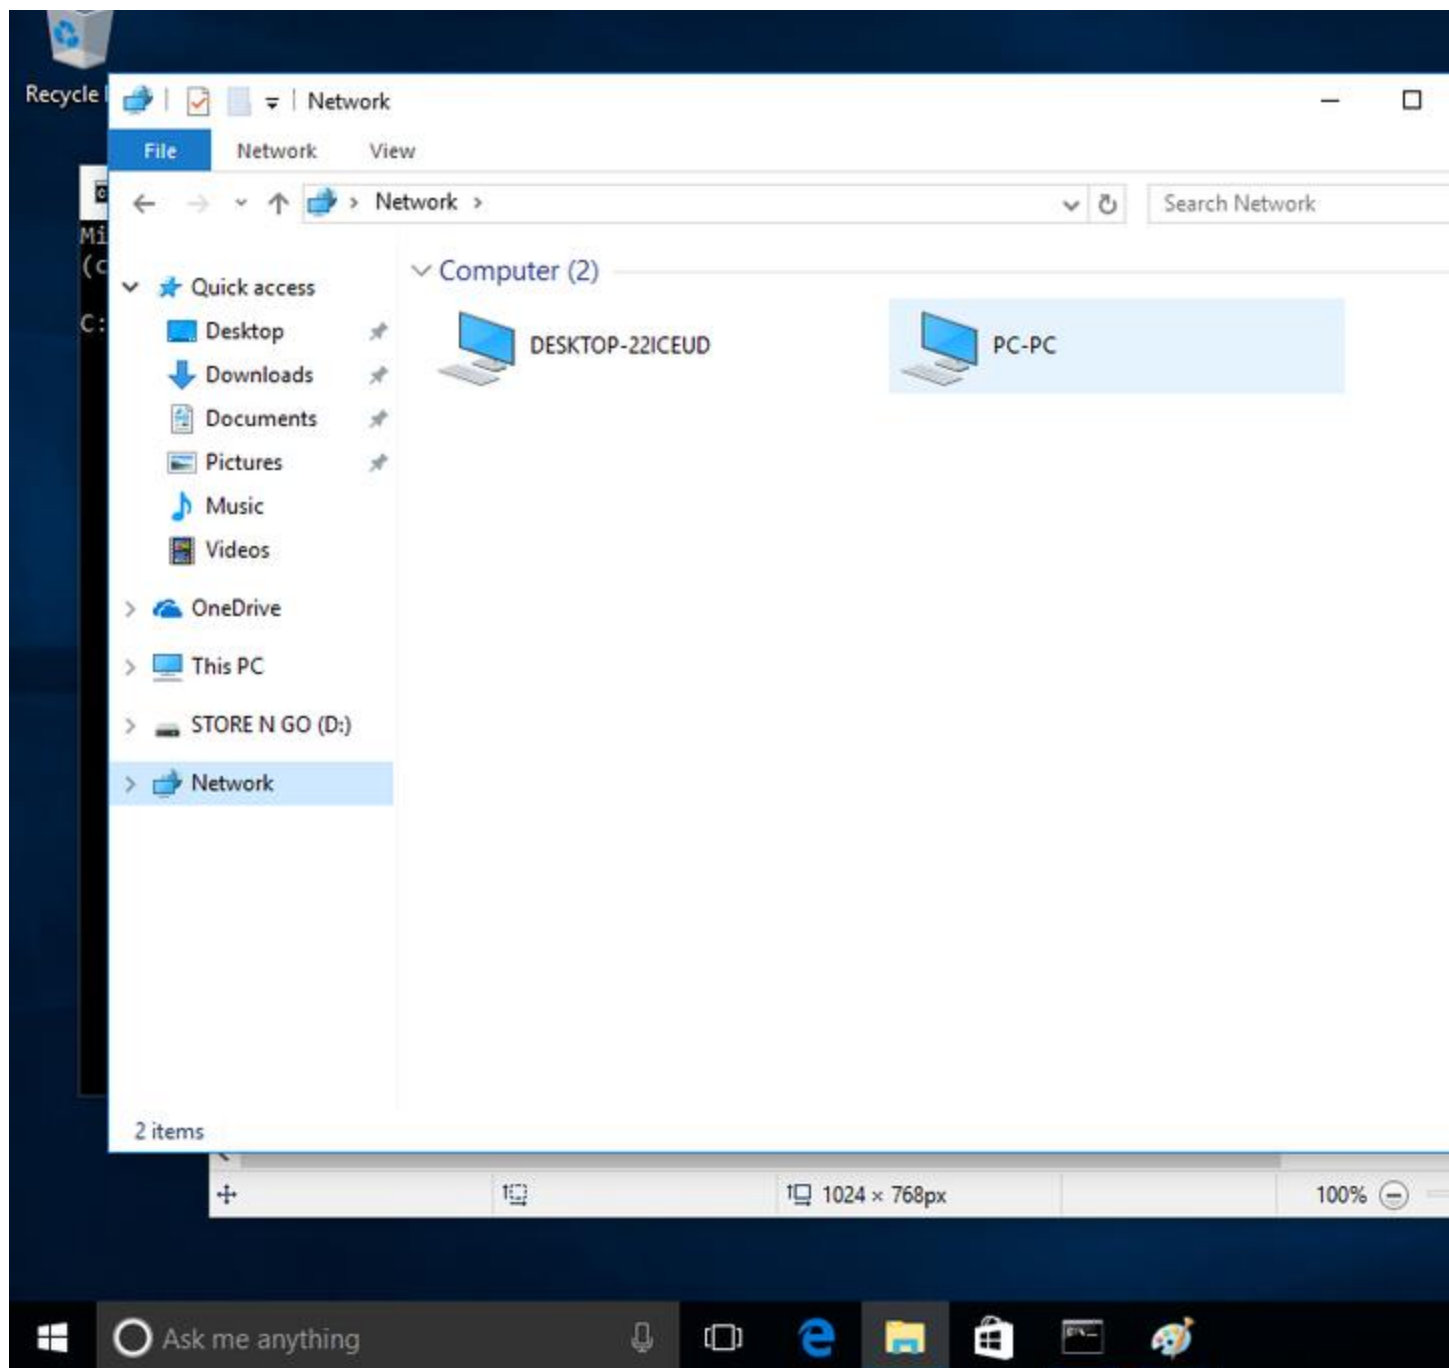 Recycle
Network
File Network View
Network
Search Network
Mi
(c
C:
Quick access
Desktop
Downloads
Documents
Pictures
Music
Videos
OneDrive
This PC
STORE N GO (D:)
Network
Computer (2)
DESKTOP-22ICEUD
PC-PC
2 items
1024 × 768px
100%
Ask me anything